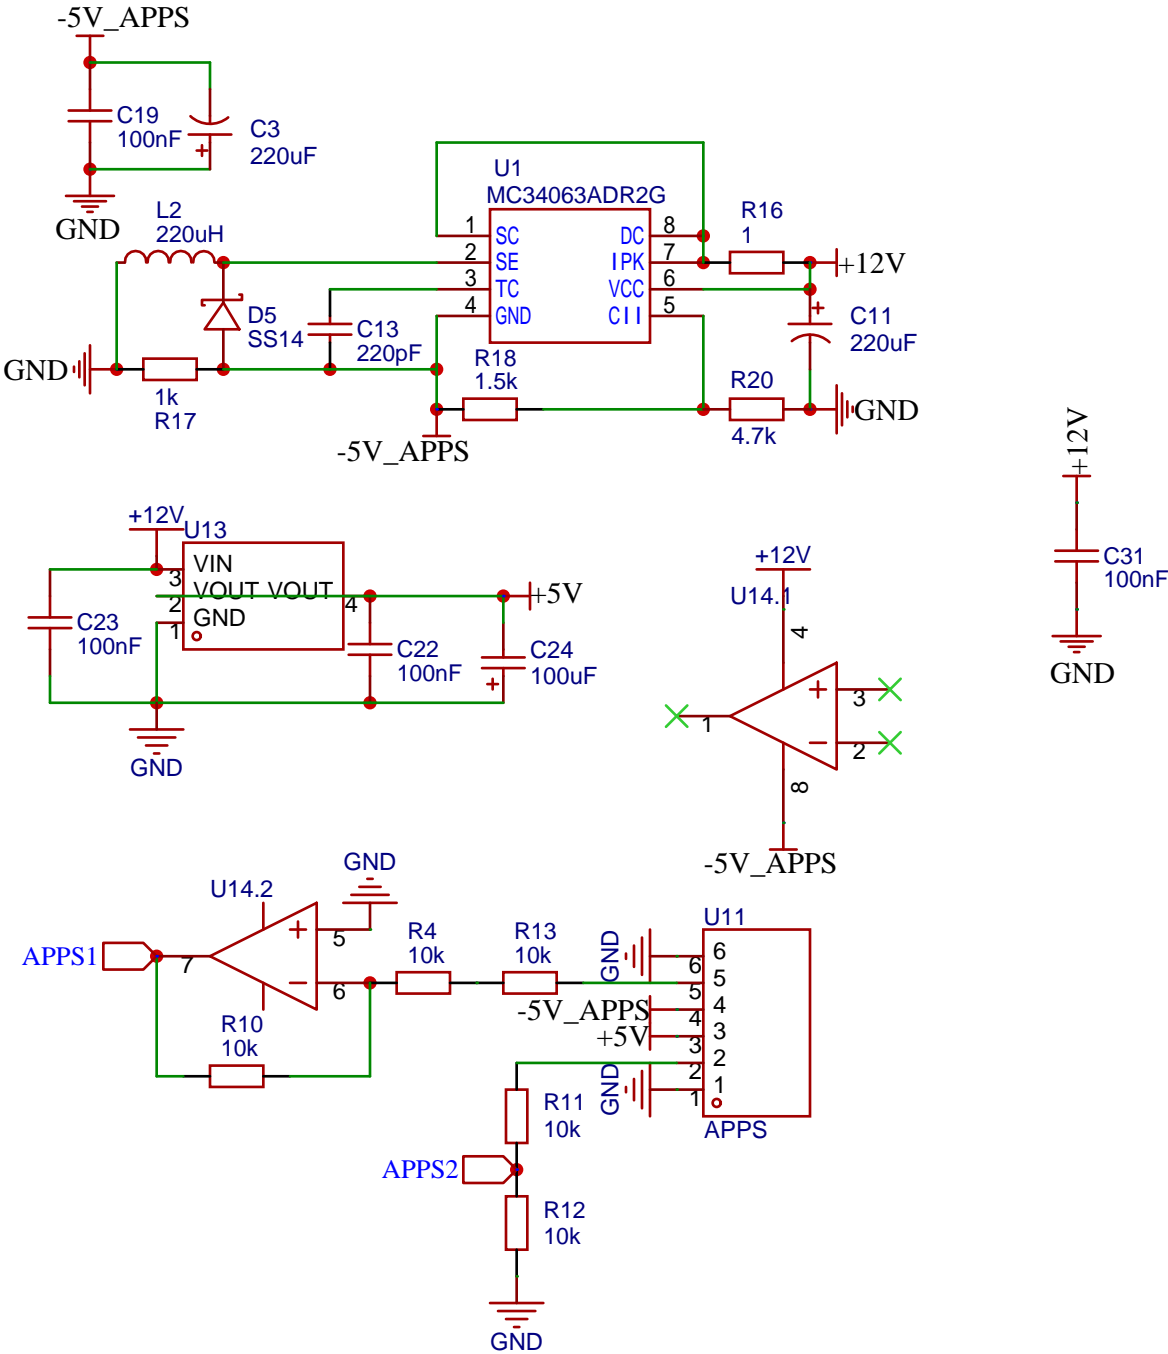 -5V_APPS
C19
100nF
C3
220uF
GND
U1
MC34063ADR2G
1
SC
2
SE
3
TC
4
GND
DC
8
IPK
7
VCC
6
CII
5
L2
220uH
D5
SS14
C13
220pF
GND
1k
R17
R16
1
+12V
C11
220uF
R18
1.5k
R20
4.7k
GND
-5V_APPS
+12V
C31
100nF
GND
+12V
U13
VIN
3
VOUT VOUT
2
4
GND
1
+5V
C23
100nF
C22
100nF
C24
100uF
GND
+12V
U14.1
4
3
1
2
8
-5V_APPS
GND
U14.2
5
APPS1
7
6
R4
10k
R13
10k
R10
10k
U11
GND
6
6
5
5
-5V_APPS
4
4
+5V
3
3
2
2
GND
1
1
APPS
R11
10k
APPS2
R12
10k
GND